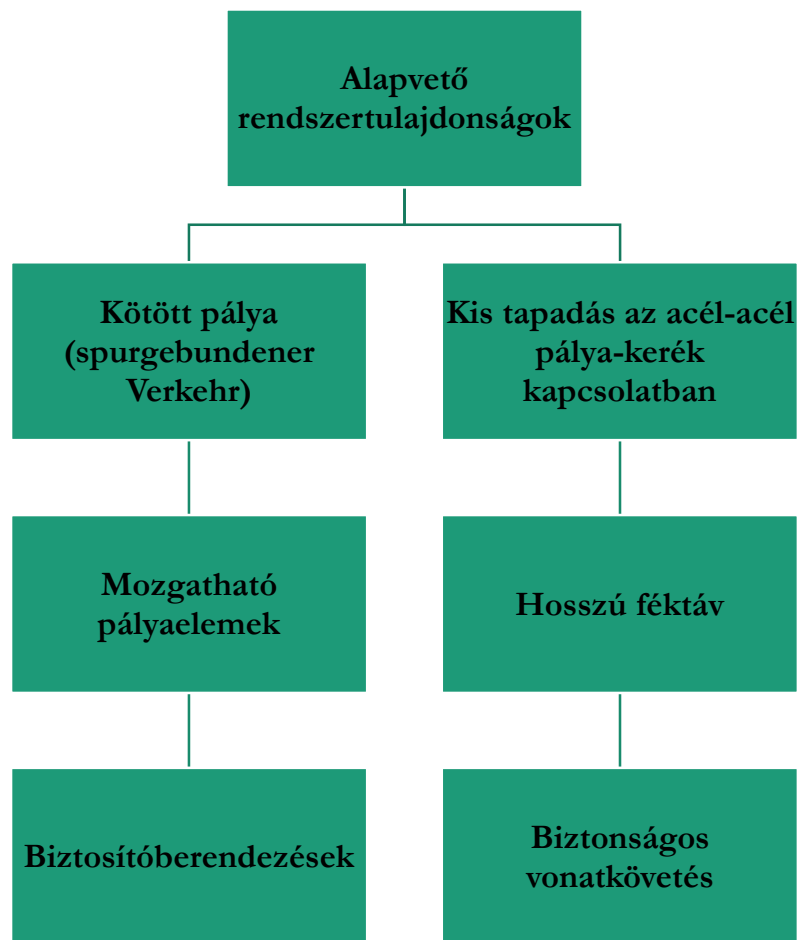 Alapvető
rendszertulajdonságok
Kötött pálya
(spurgebundener
Verkehr)
Kis tapadás az acél-acél
pálya-kerék
kapcsolatban
Mozgatható
pályaelemek
Hosszú féktáv
Biztosítóberendezések
Biztonságos
vonatkövetés